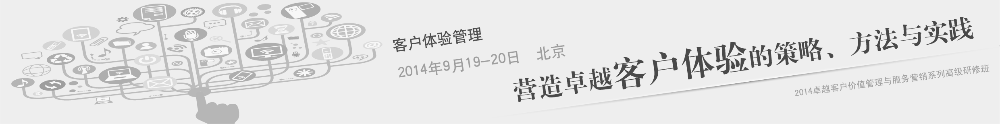 客户体验管理
2014年9月19-20日 北京
营造卓越客户体验的策略、方法与实践
2014卓越客户价值管理与服务营销系列高级研修班